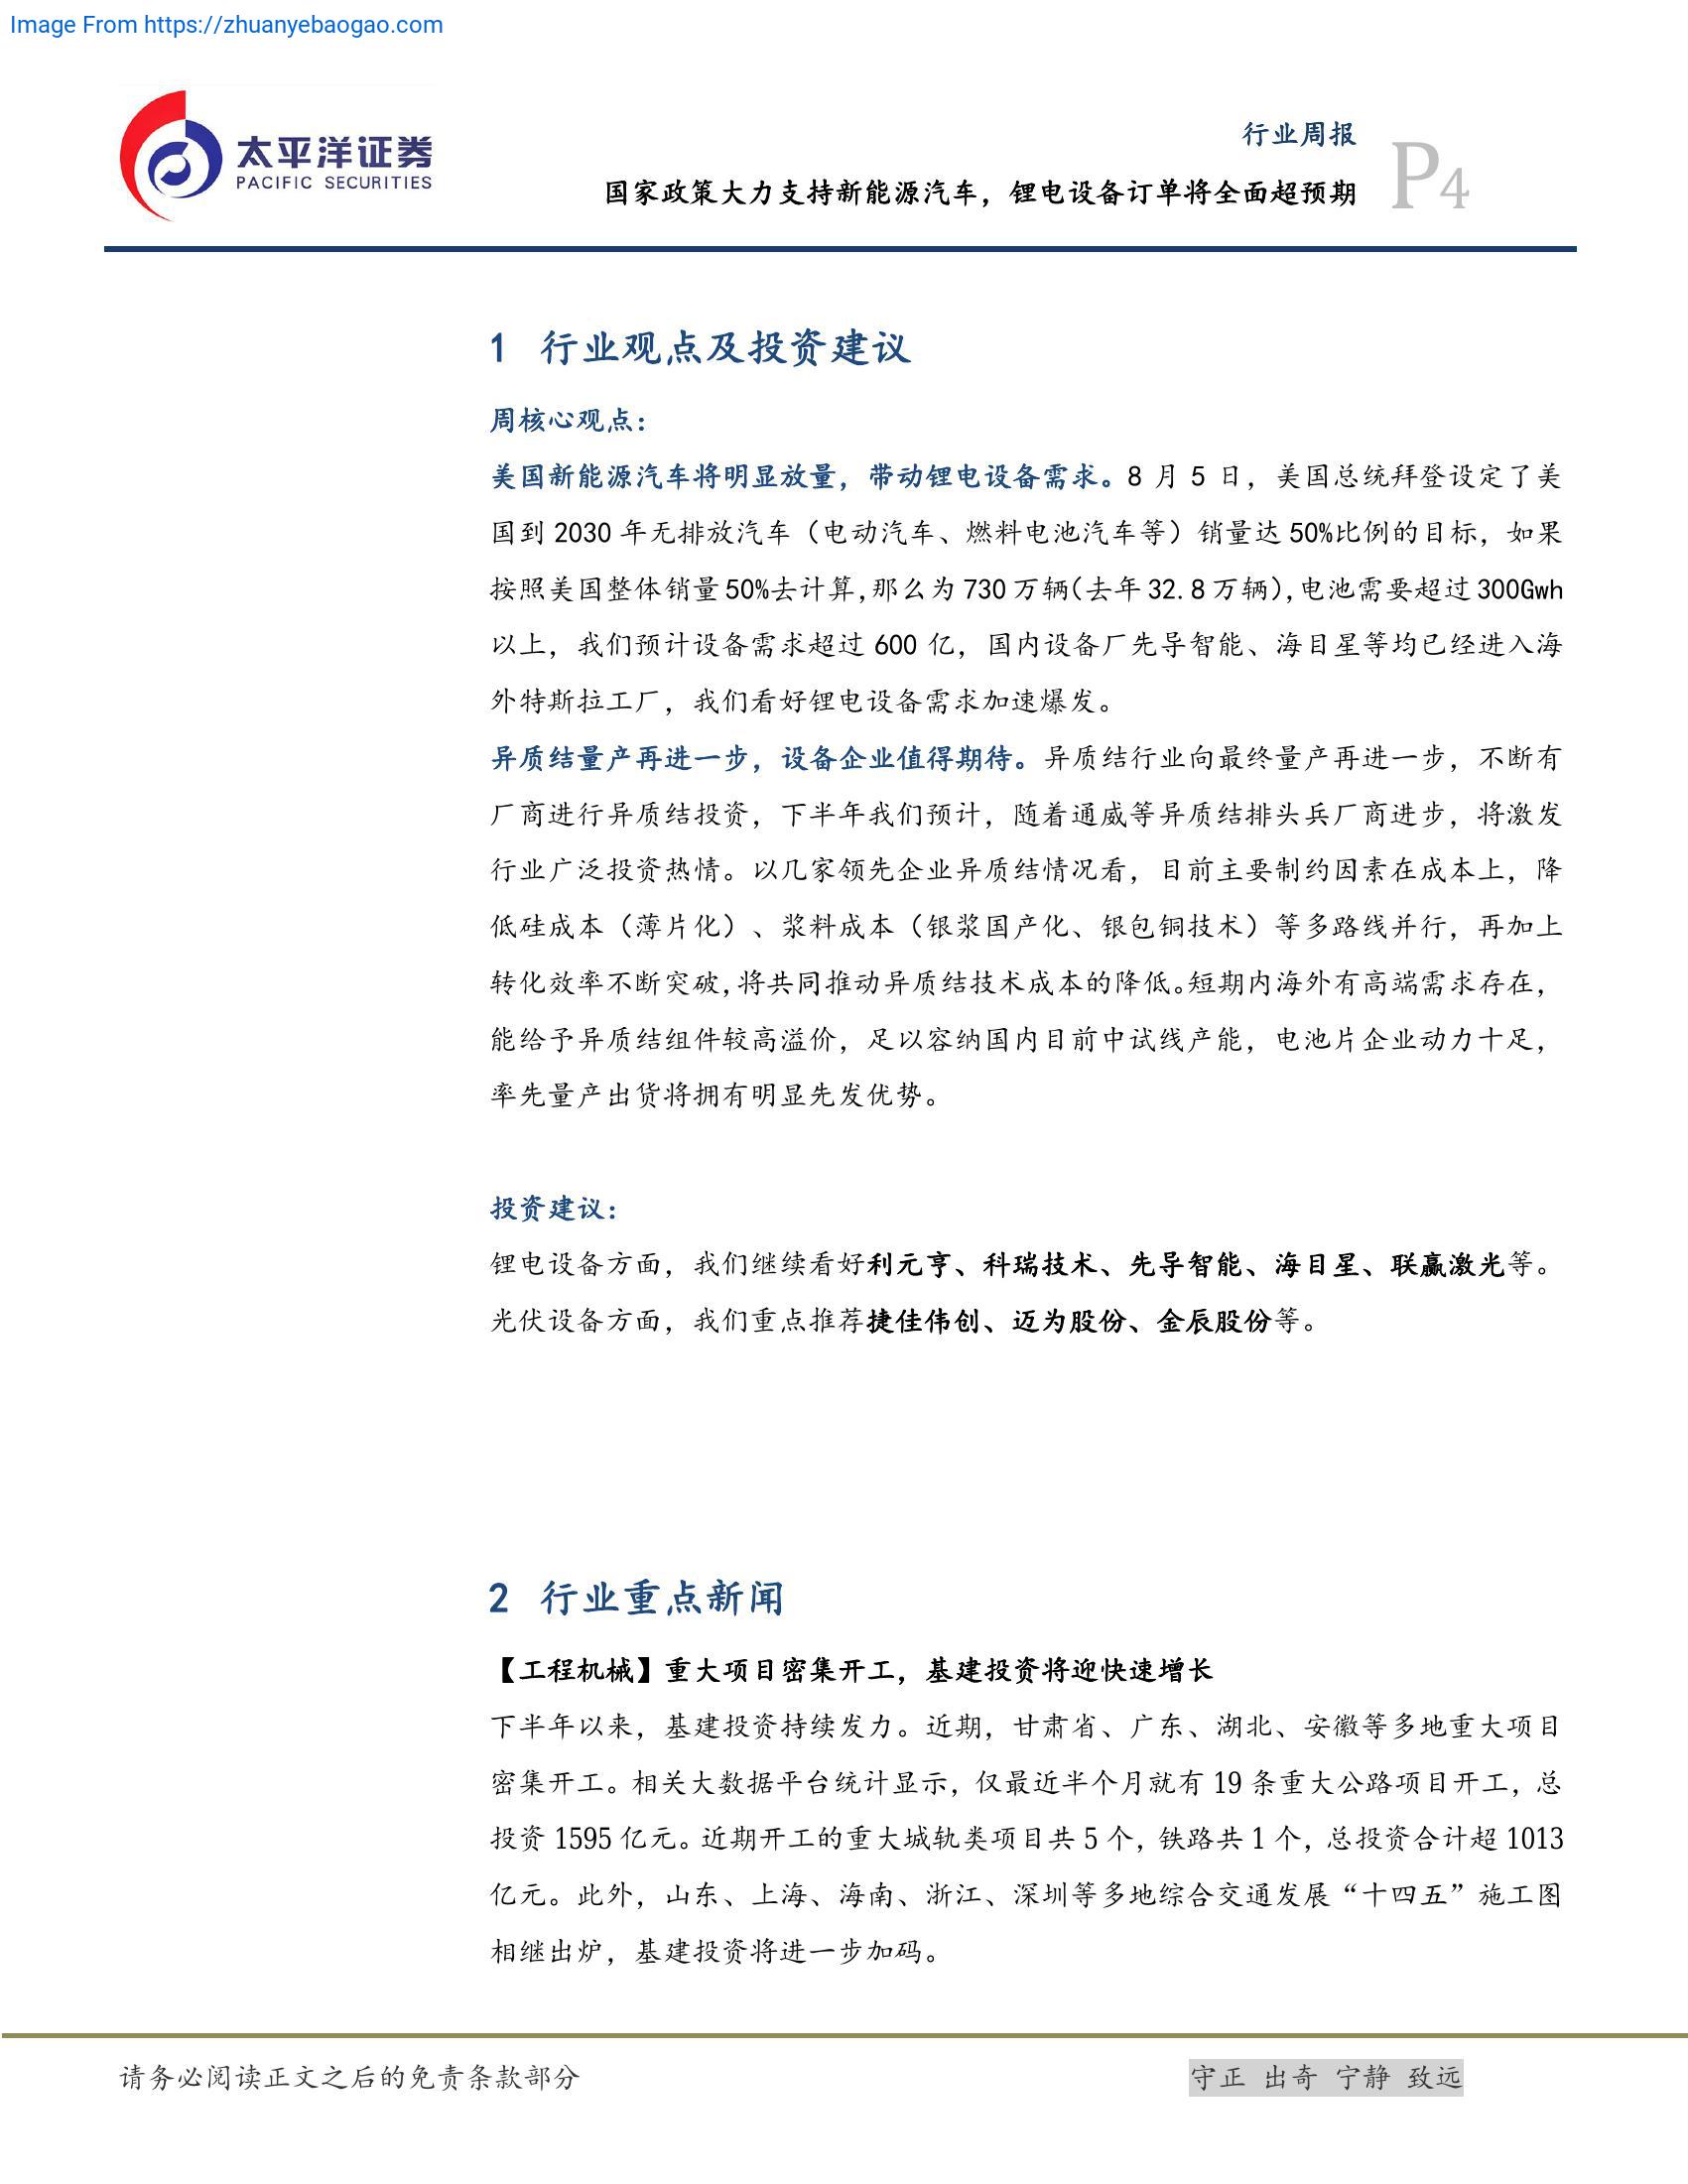 Image From https://zhuanyebaogao.com
太平洋证券
PACIFIC SECURITIES
行业周报
国家政策大力支持新能源汽车，锂电设备订单将全面超预期
P4
1 行业观点及投资建议
周核心观点：
美国新能源汽车将明显放量，带动锂电设备需求。8 月 5 日，美国总统拜登设定了美
国到 2030 年无排放汽车（电动汽车、燃料电池汽车等）销量达 50%比例的目标，如果
按照美国整体销量 50%去计算，那么为 730 万辆（去年 32.8 万辆），电池需要超过 300Gwh
以上，我们预计设备需求超过 600 亿，国内设备厂先导智能、海目星等均已经进入海
外特斯拉工厂，我们看好锂电设备需求加速爆发。
异质结量产再进一步，设备企业值得期待。异质结行业向最终量产再进一步，不断有
厂商进行异质结投资，下半年我们预计，随着通威等异质结排头兵厂商进步，将激发
行业广泛投资热情。以几家领先企业异质结情况看，目前主要制约因素在成本上，降
低硅成本（薄片化）、浆料成本（银浆国产化、银包铜技术）等多路线并行，再加上
转化效率不断突破，将共同推动异质结技术成本的降低。短期内海外有高端需求存在，
能给予异质结组件较高溢价，足以容纳国内目前中试线产能，电池片企业动力十足，
率先量产出货将拥有明显先发优势。
投资建议：
锂电设备方面，我们继续看好利元亨、科瑞技术、先导智能、海目星、联赢激光等。
光伏设备方面，我们重点推荐捷佳伟创、迈为股份、金辰股份等。
2 行业重点新闻
【工程机械】重大项目密集开工，基建投资将迎快速增长
下半年以来，基建投资持续发力。近期，甘肃省、广东、湖北、安徽等多地重大项目
密集开工。相关大数据平台统计显示，仅最近半个月就有 19 条重大公路项目开工，总
投资 1595 亿元。近期开工的重大城轨类项目共 5 个，铁路共 1 个，总投资合计超 1013
亿元。此外，山东、上海、海南、浙江、深圳等多地综合交通发展“十四五”施工图
相继出炉，基建投资将进一步加码。
请务必阅读正文之后的免责条款部分
守正 出奇 宁静 致远